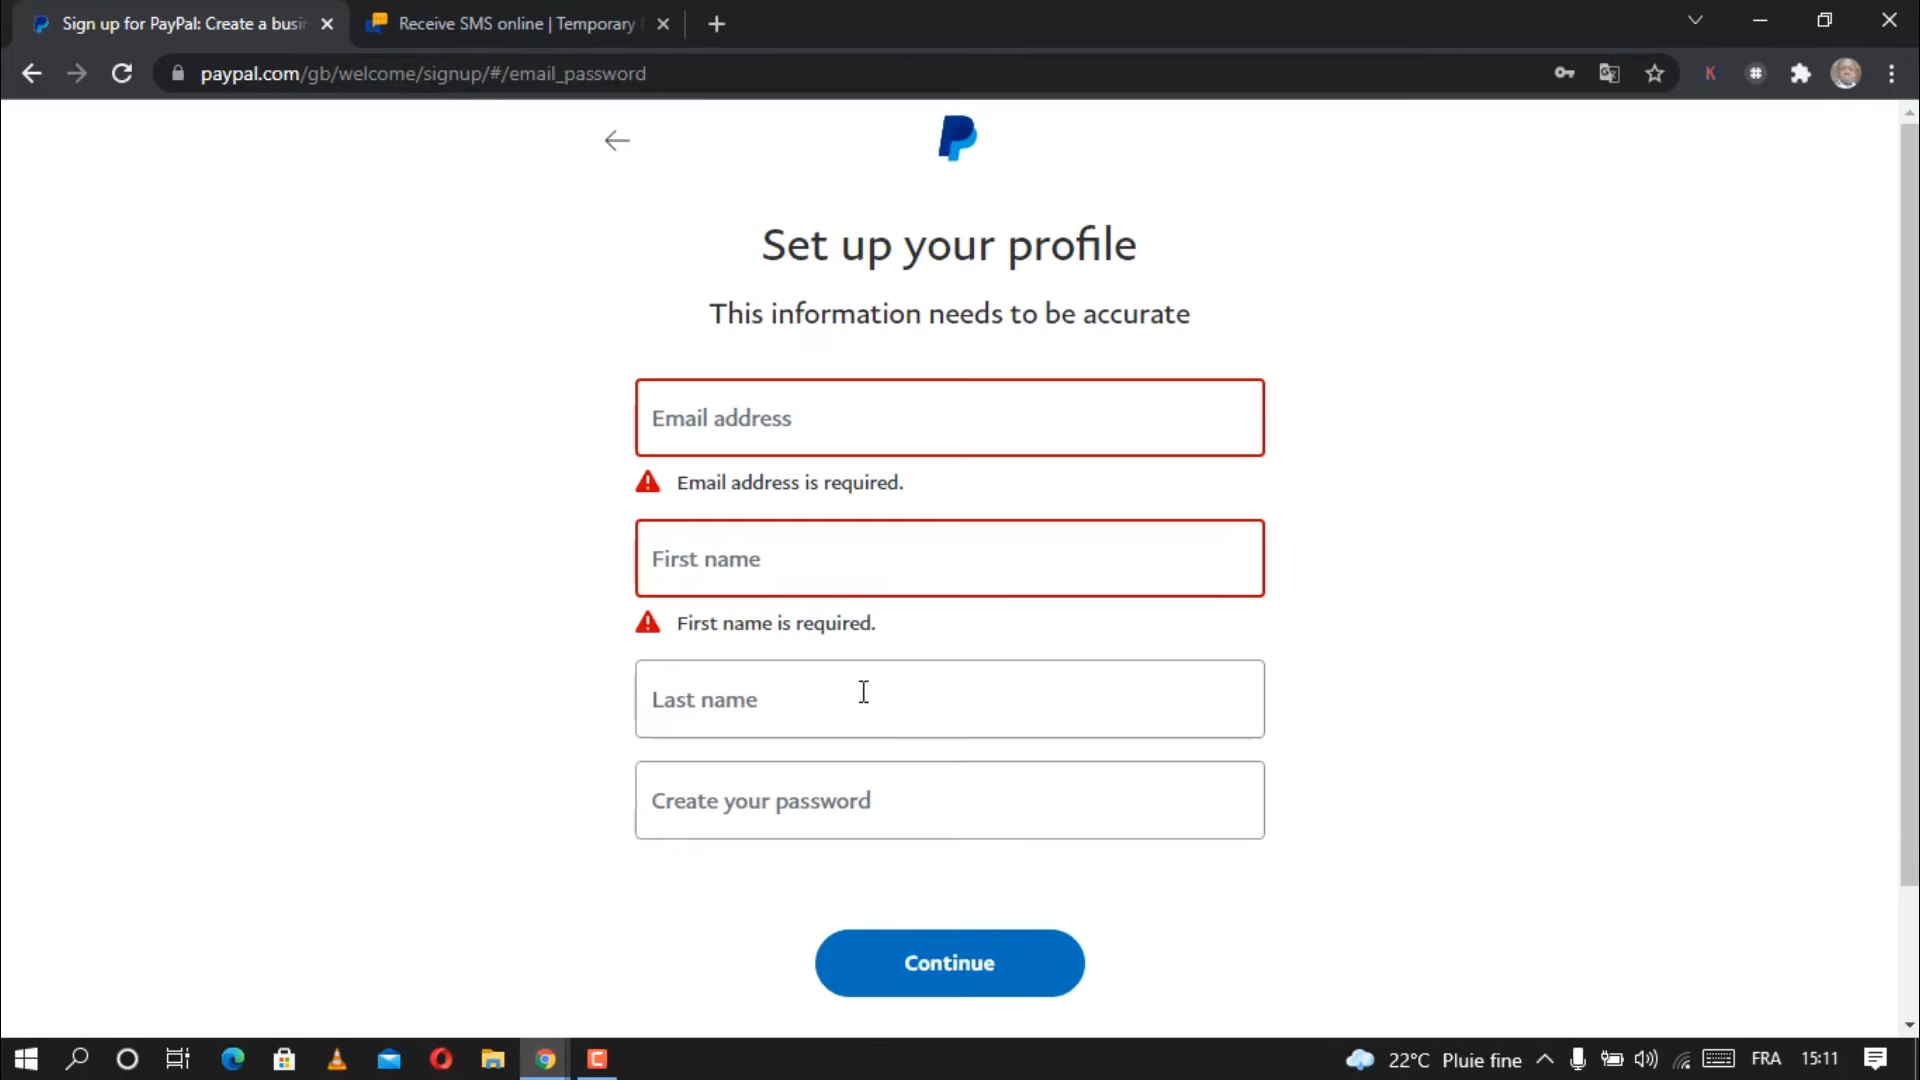 Sign up for PayPal: Create a busi
Receive SMS online | Temporary
paypal.com/gb/welcome/signup/#/email_password
K
Set up your profile
This information needs to be accurate
Email address
Email address is required.
First name
First name is required.
Last name
Create your password
Continue
22°C Pluie fine
FRA
15:11